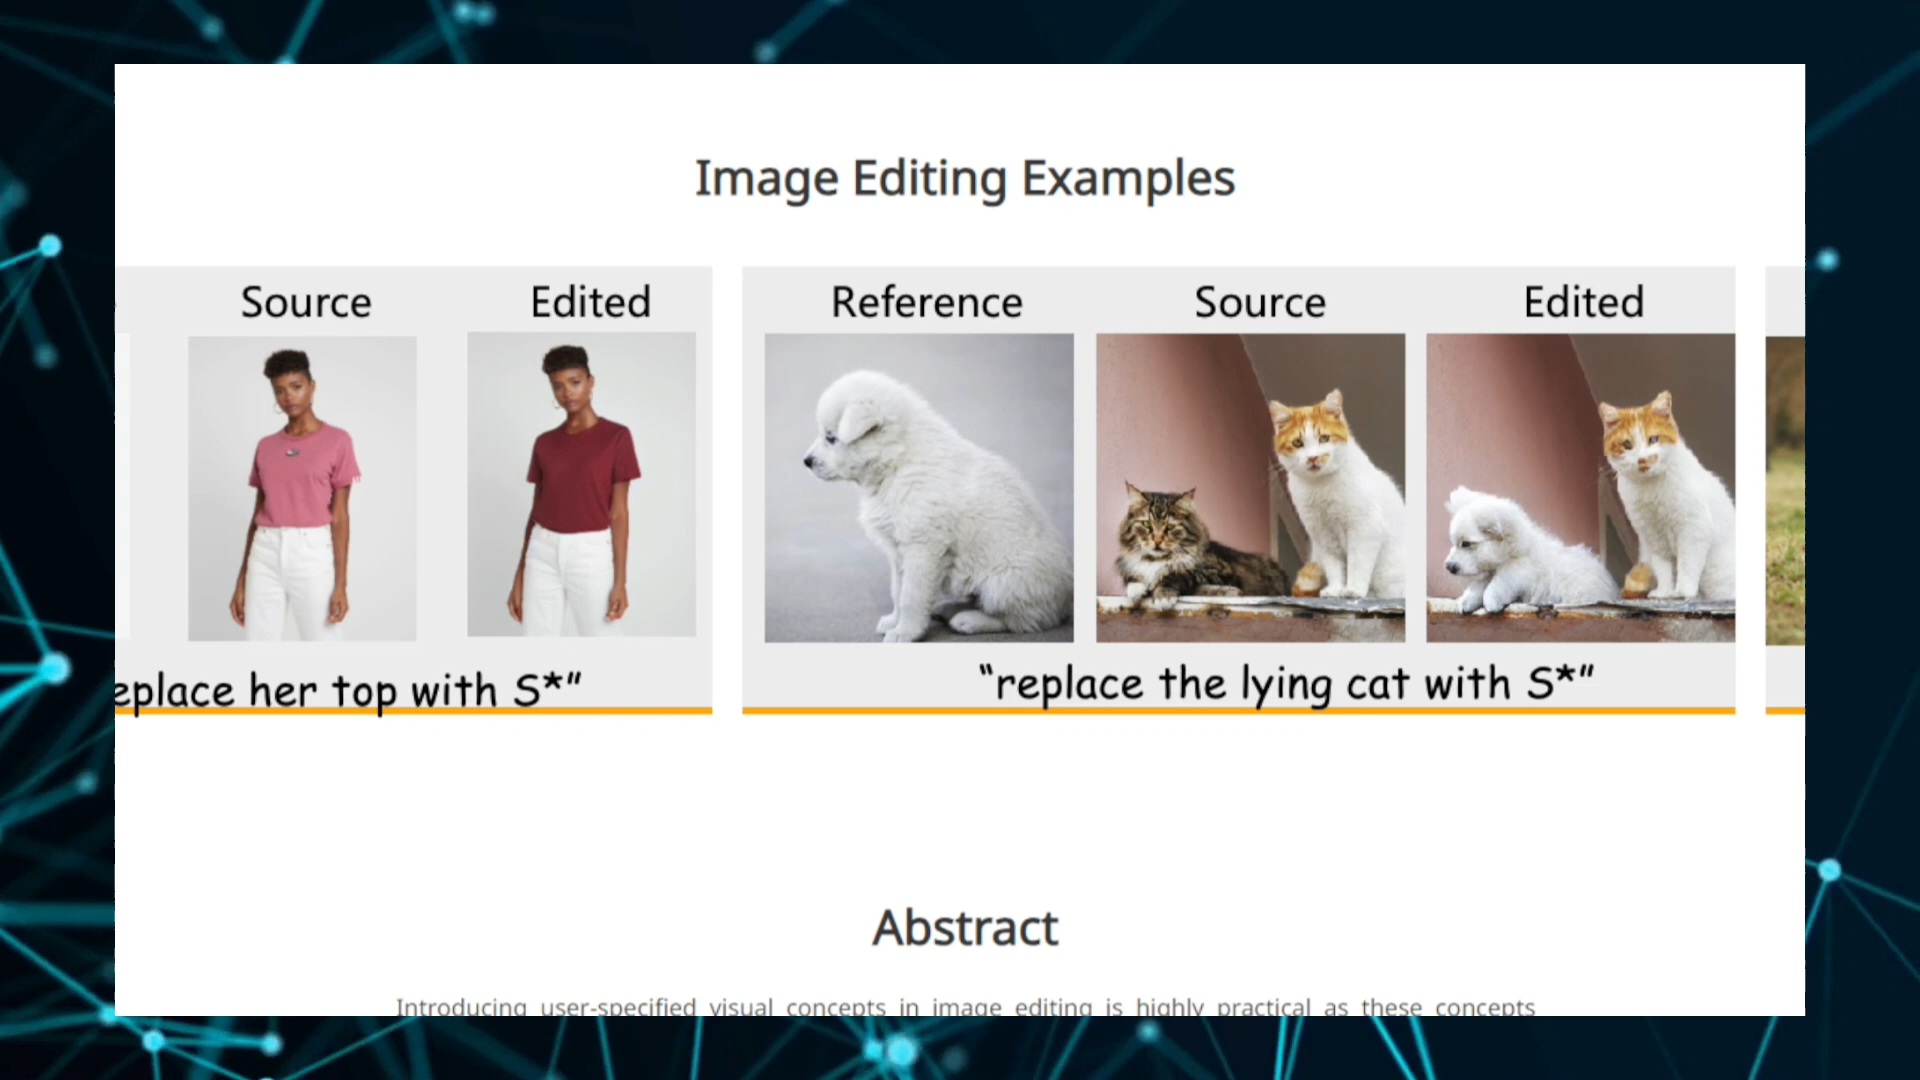 Image Editing Examples
Source Edited
eplace her top with S*”
Reference Source Edited
“replace the lying cat with S*”
Abstract
Introducing user-specified visual concepts in image editing is highly practical as these concepts